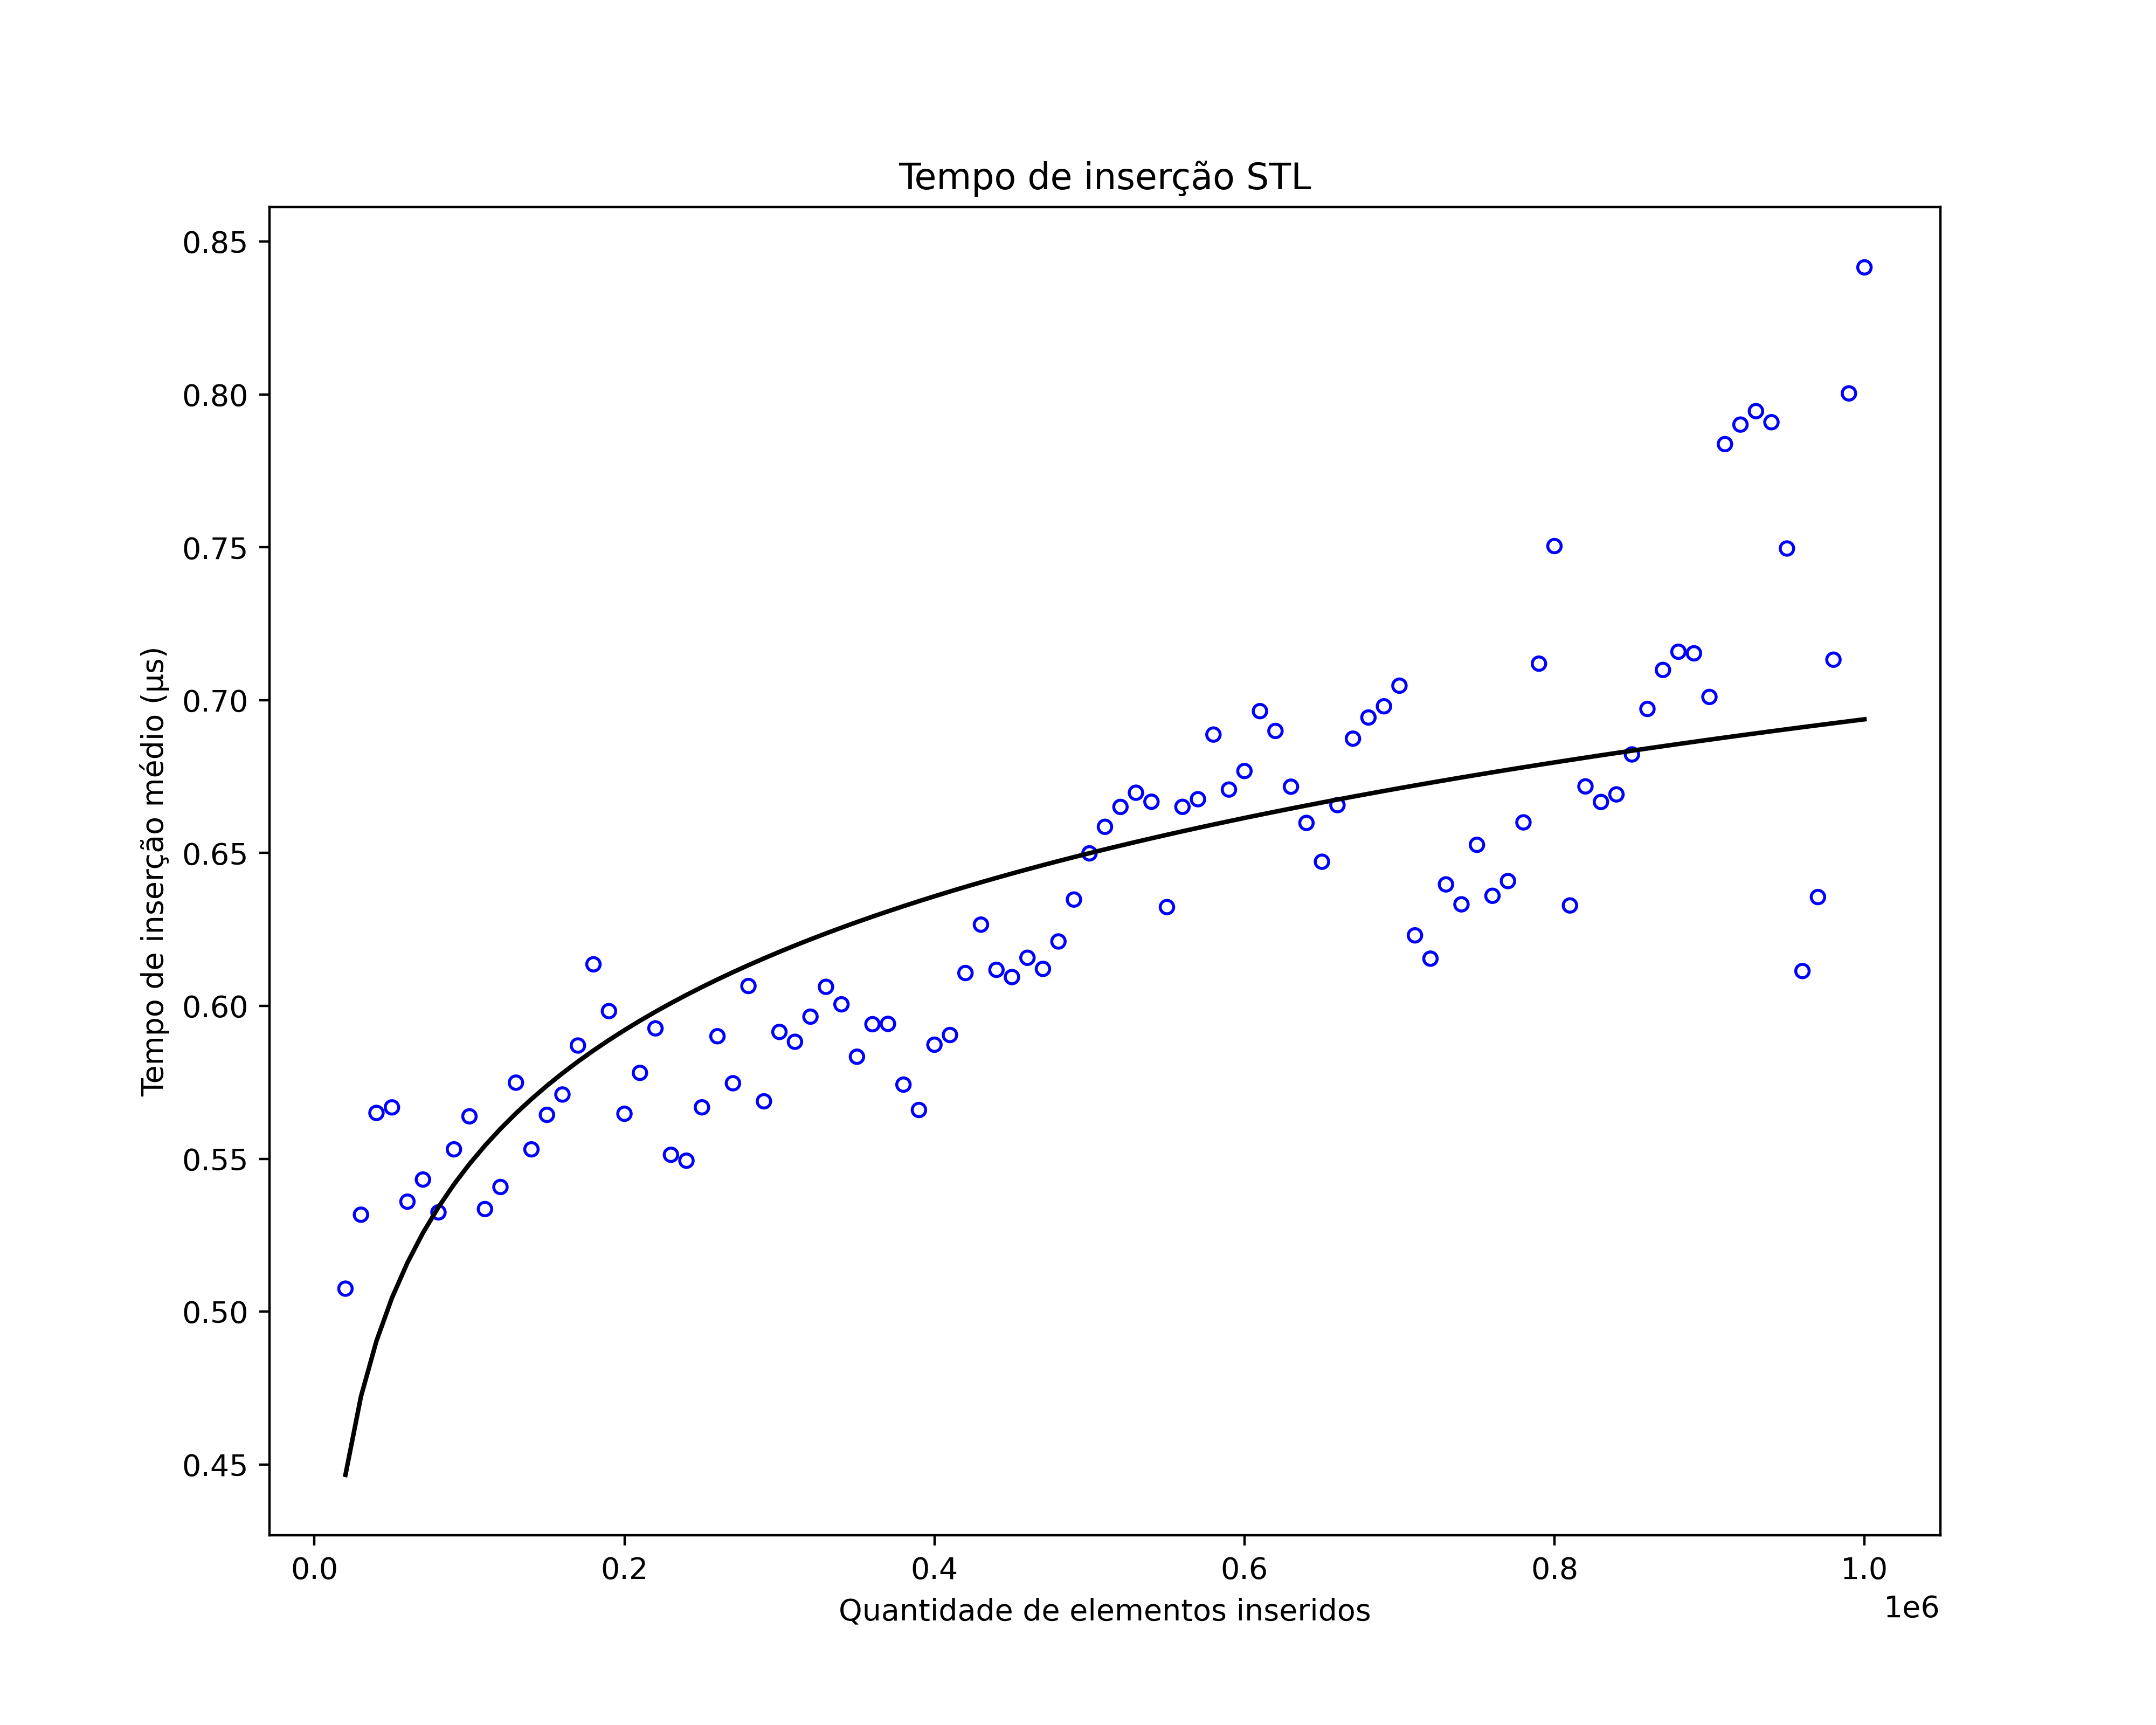 Tempo de inserção STL
Tempo de inserção médio (µs)
0.85
0.80
0.75
0.70
0.65
0.60
0.55
0.50
0.45
0.0 0.2 0.4 0.6 0.8 1.0
1e6
Quantidade de elementos inseridos